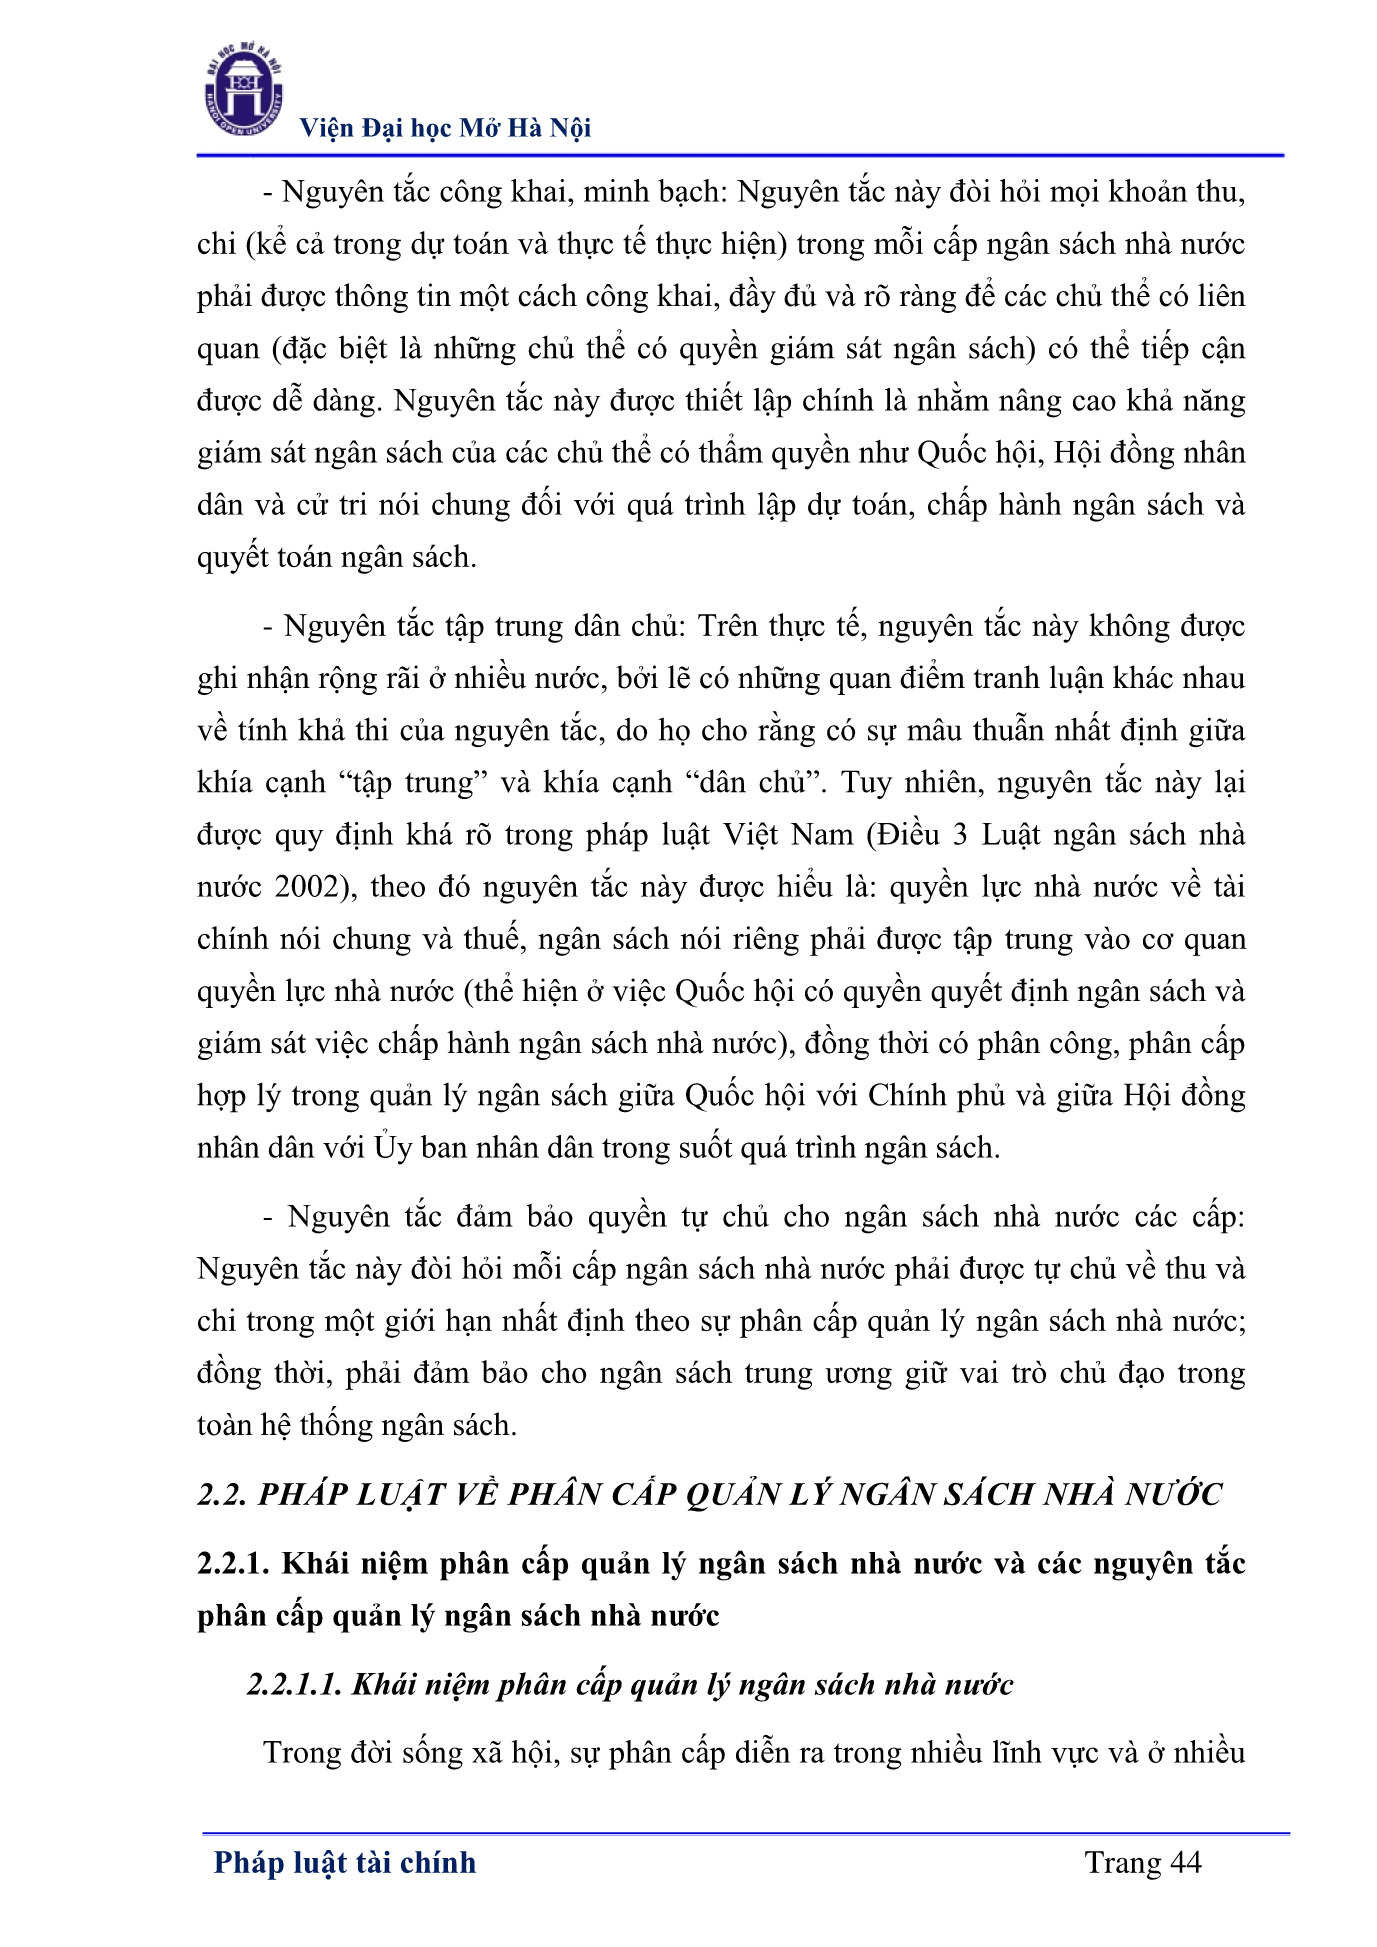 ĐẠI HỌC MỞ HÀ NỘI
HANOI OPEN UNIVERSITY
Viện Đại học Mở Hà Nội
- Nguyên tắc công khai, minh bạch: Nguyên tắc này đòi hỏi mọi khoản thu,
chi (kể cả trong dự toán và thực tế thực hiện) trong mỗi cấp ngân sách nhà nước
phải được thông tin một cách công khai, đầy đủ và rõ ràng để các chủ thể có liên
quan (đặc biệt là những chủ thể có quyền giám sát ngân sách) có thể tiếp cận
được dễ dàng. Nguyên tắc này được thiết lập chính là nhằm nâng cao khả năng
giám sát ngân sách của các chủ thể có thẩm quyền như Quốc hội, Hội đồng nhân
dân và cử tri nói chung đối với quá trình lập dự toán, chấp hành ngân sách và
quyết toán ngân sách.
- Nguyên tắc tập trung dân chủ: Trên thực tế, nguyên tắc này không được
ghi nhận rộng rãi ở nhiều nước, bởi lẽ có những quan điểm tranh luận khác nhau
về tính khả thi của nguyên tắc, do họ cho rằng có sự mâu thuẫn nhất định giữa
khía cạnh “tập trung” và khía cạnh “dân chủ”. Tuy nhiên, nguyên tắc này lại
được quy định khá rõ trong pháp luật Việt Nam (Điều 3 Luật ngân sách nhà
nước 2002), theo đó nguyên tắc này được hiểu là: quyền lực nhà nước về tài
chính nói chung và thuế, ngân sách nói riêng phải được tập trung vào cơ quan
quyền lực nhà nước (thể hiện ở việc Quốc hội có quyền quyết định ngân sách và
giám sát việc chấp hành ngân sách nhà nước), đồng thời có phân công, phân cấp
hợp lý trong quản lý ngân sách giữa Quốc hội với Chính phủ và giữa Hội đồng
nhân dân với Ủy ban nhân dân trong suốt quá trình ngân sách.
- Nguyên tắc đảm bảo quyền tự chủ cho ngân sách nhà nước các cấp:
Nguyên tắc này đòi hỏi mỗi cấp ngân sách nhà nước phải được tự chủ về thu và
chi trong một giới hạn nhất định theo sự phân cấp quản lý ngân sách nhà nước;
đồng thời, phải đảm bảo cho ngân sách trung ương giữ vai trò chủ đạo trong
toàn hệ thống ngân sách.
2.2. PHÁP LUẬT VỀ PHÂN CẤP QUẢN LÝ NGÂN SÁCH NHÀ NƯỚC
2.2.1. Khái niệm phân cấp quản lý ngân sách nhà nước và các nguyên tắc
phân cấp quản lý ngân sách nhà nước
2.2.1.1. Khái niệm phân cấp quản lý ngân sách nhà nước
Trong đời sống xã hội, sự phân cấp diễn ra trong nhiều lĩnh vực và ở nhiều
Pháp luật tài chính
Trang 44